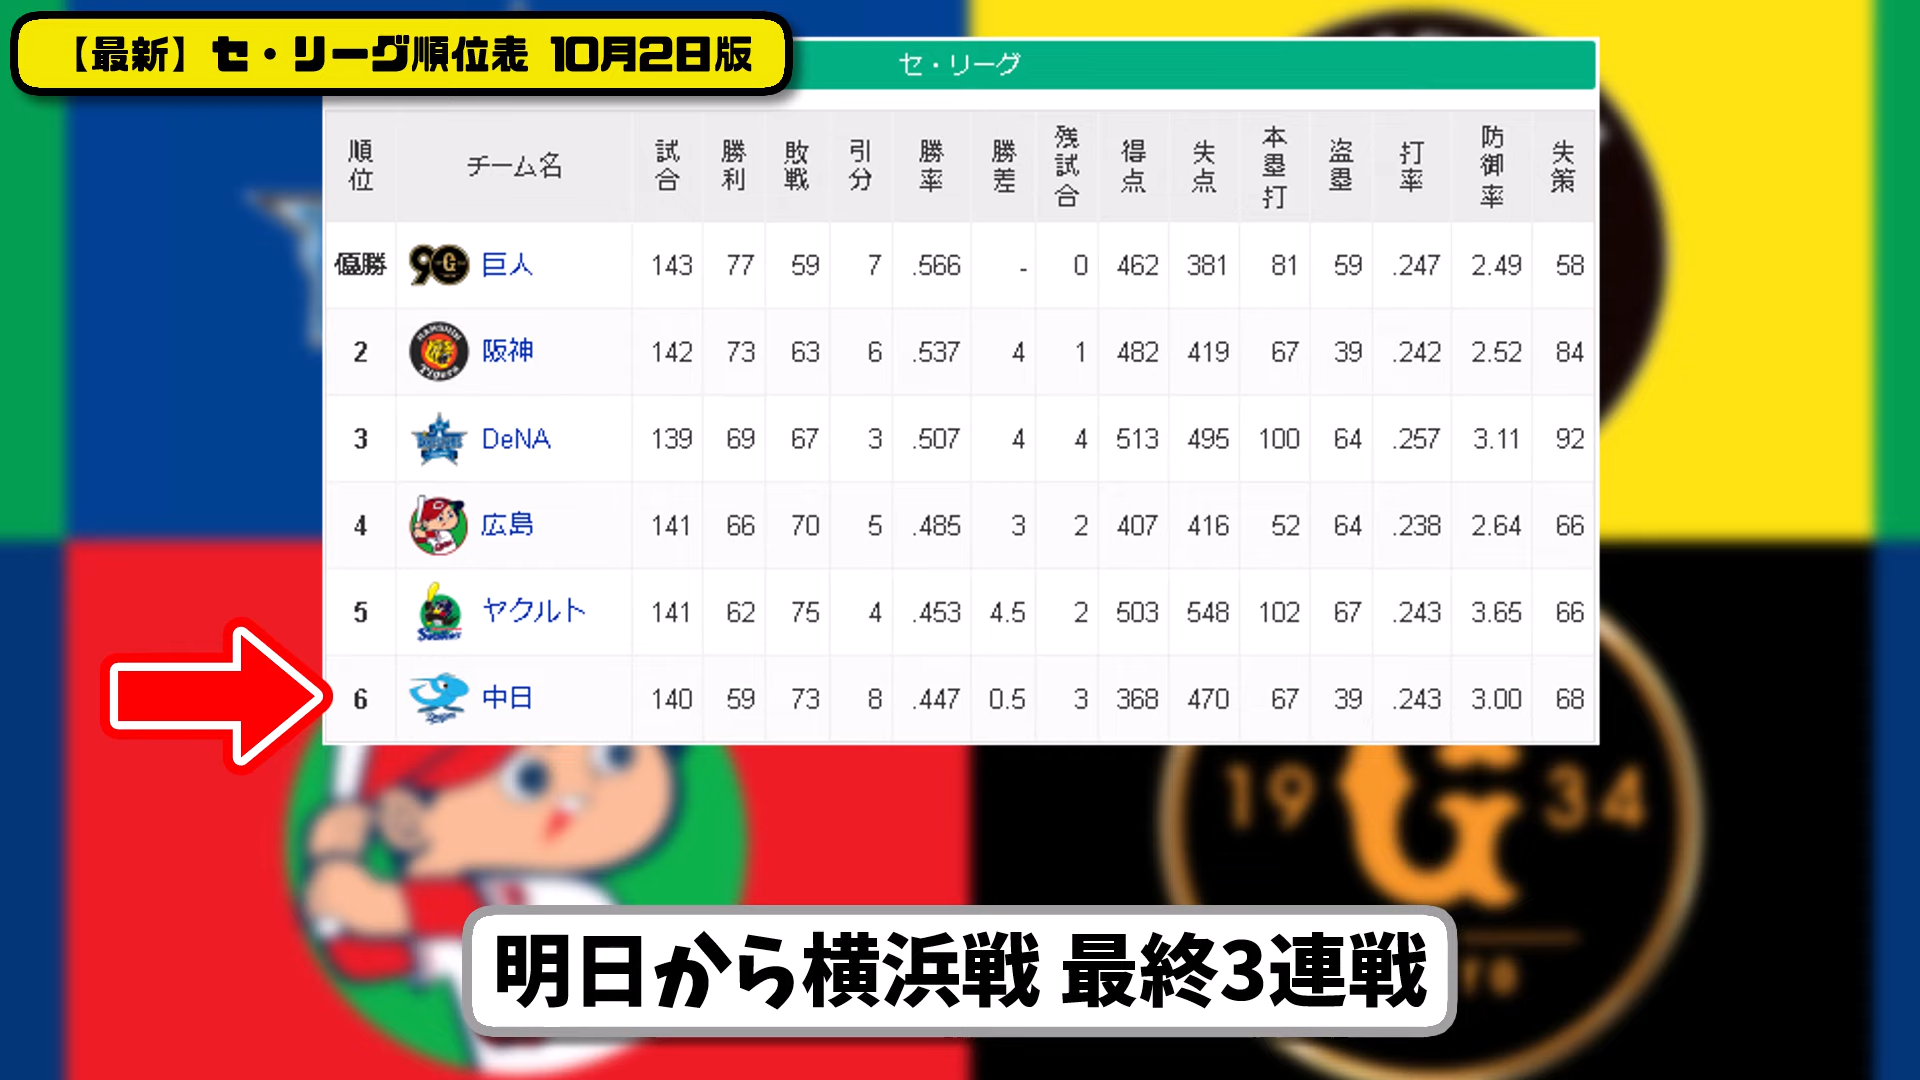 【最新】セ・リーグ順位表 10月2日版
セ・リーグ
順位 チーム名 試合 勝利 敗戦 引分 勝率 勝差 残試合 得点 失点 本塁打 盗塁 打率 防御率 失策
優勝 巨人 143 77 59 7 .566 - 0 462 381 81 59 .247 2.49 58
2 阪神 142 73 63 6 .537 4 1 482 419 67 39 .242 2.52 84
3 DeNA 139 69 67 3 .507 4 4 513 495 100 64 .257 3.11 92
4 広島 141 66 70 5 .485 3 2 407 416 52 64 .238 2.64 66
5 ヤクルト 141 62 75 4 .453 4.5 2 503 548 102 67 .243 3.65 66
6 中日 140 59 73 8 .447 0.5 3 368 470 67 39 .243 3.00 68
19 G 34
明日から横浜戦 最終3連戦